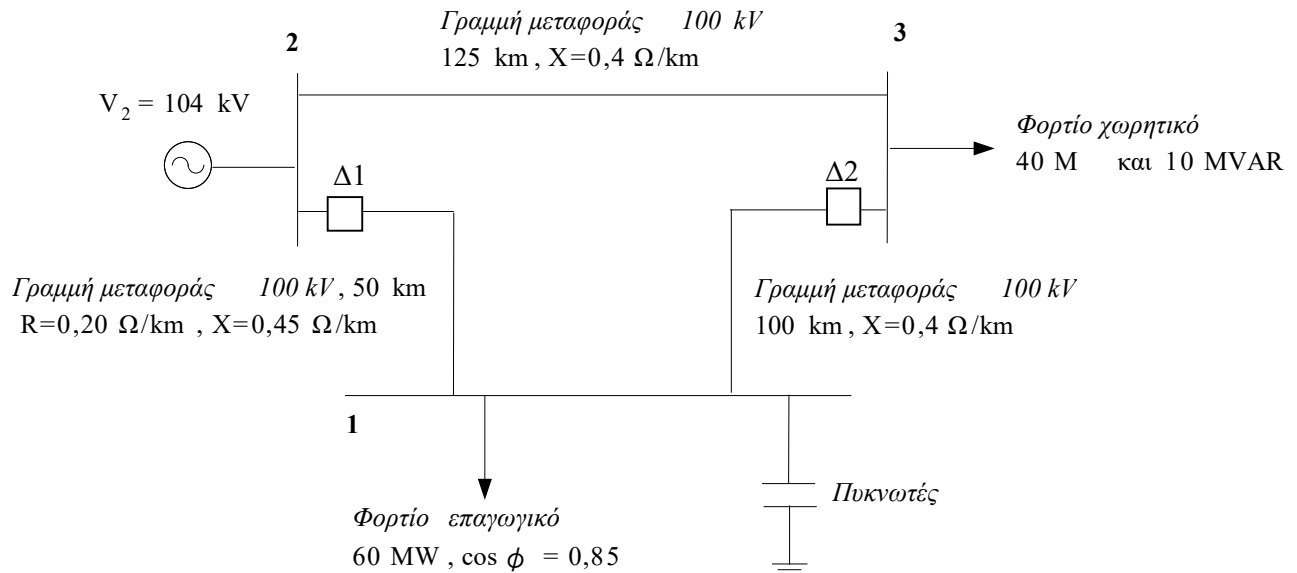 Γραμμή μεταφοράς 100 kV
125 km , X=0,4 Ω/km
2
3
V2 = 104 kV
Φορτίο χωρητικό
40 M και 10 MVAR
Δ1
Δ2
Γραμμή μεταφοράς 100 kV , 50 km
R=0,20 Ω/km , X=0,45 Ω/km
Γραμμή μεταφοράς 100 kV
100 km , X=0,4 Ω/km
1
Φορτίο επαγωγικό
60 MW , cos ϕ = 0,85
Πυκνωτές